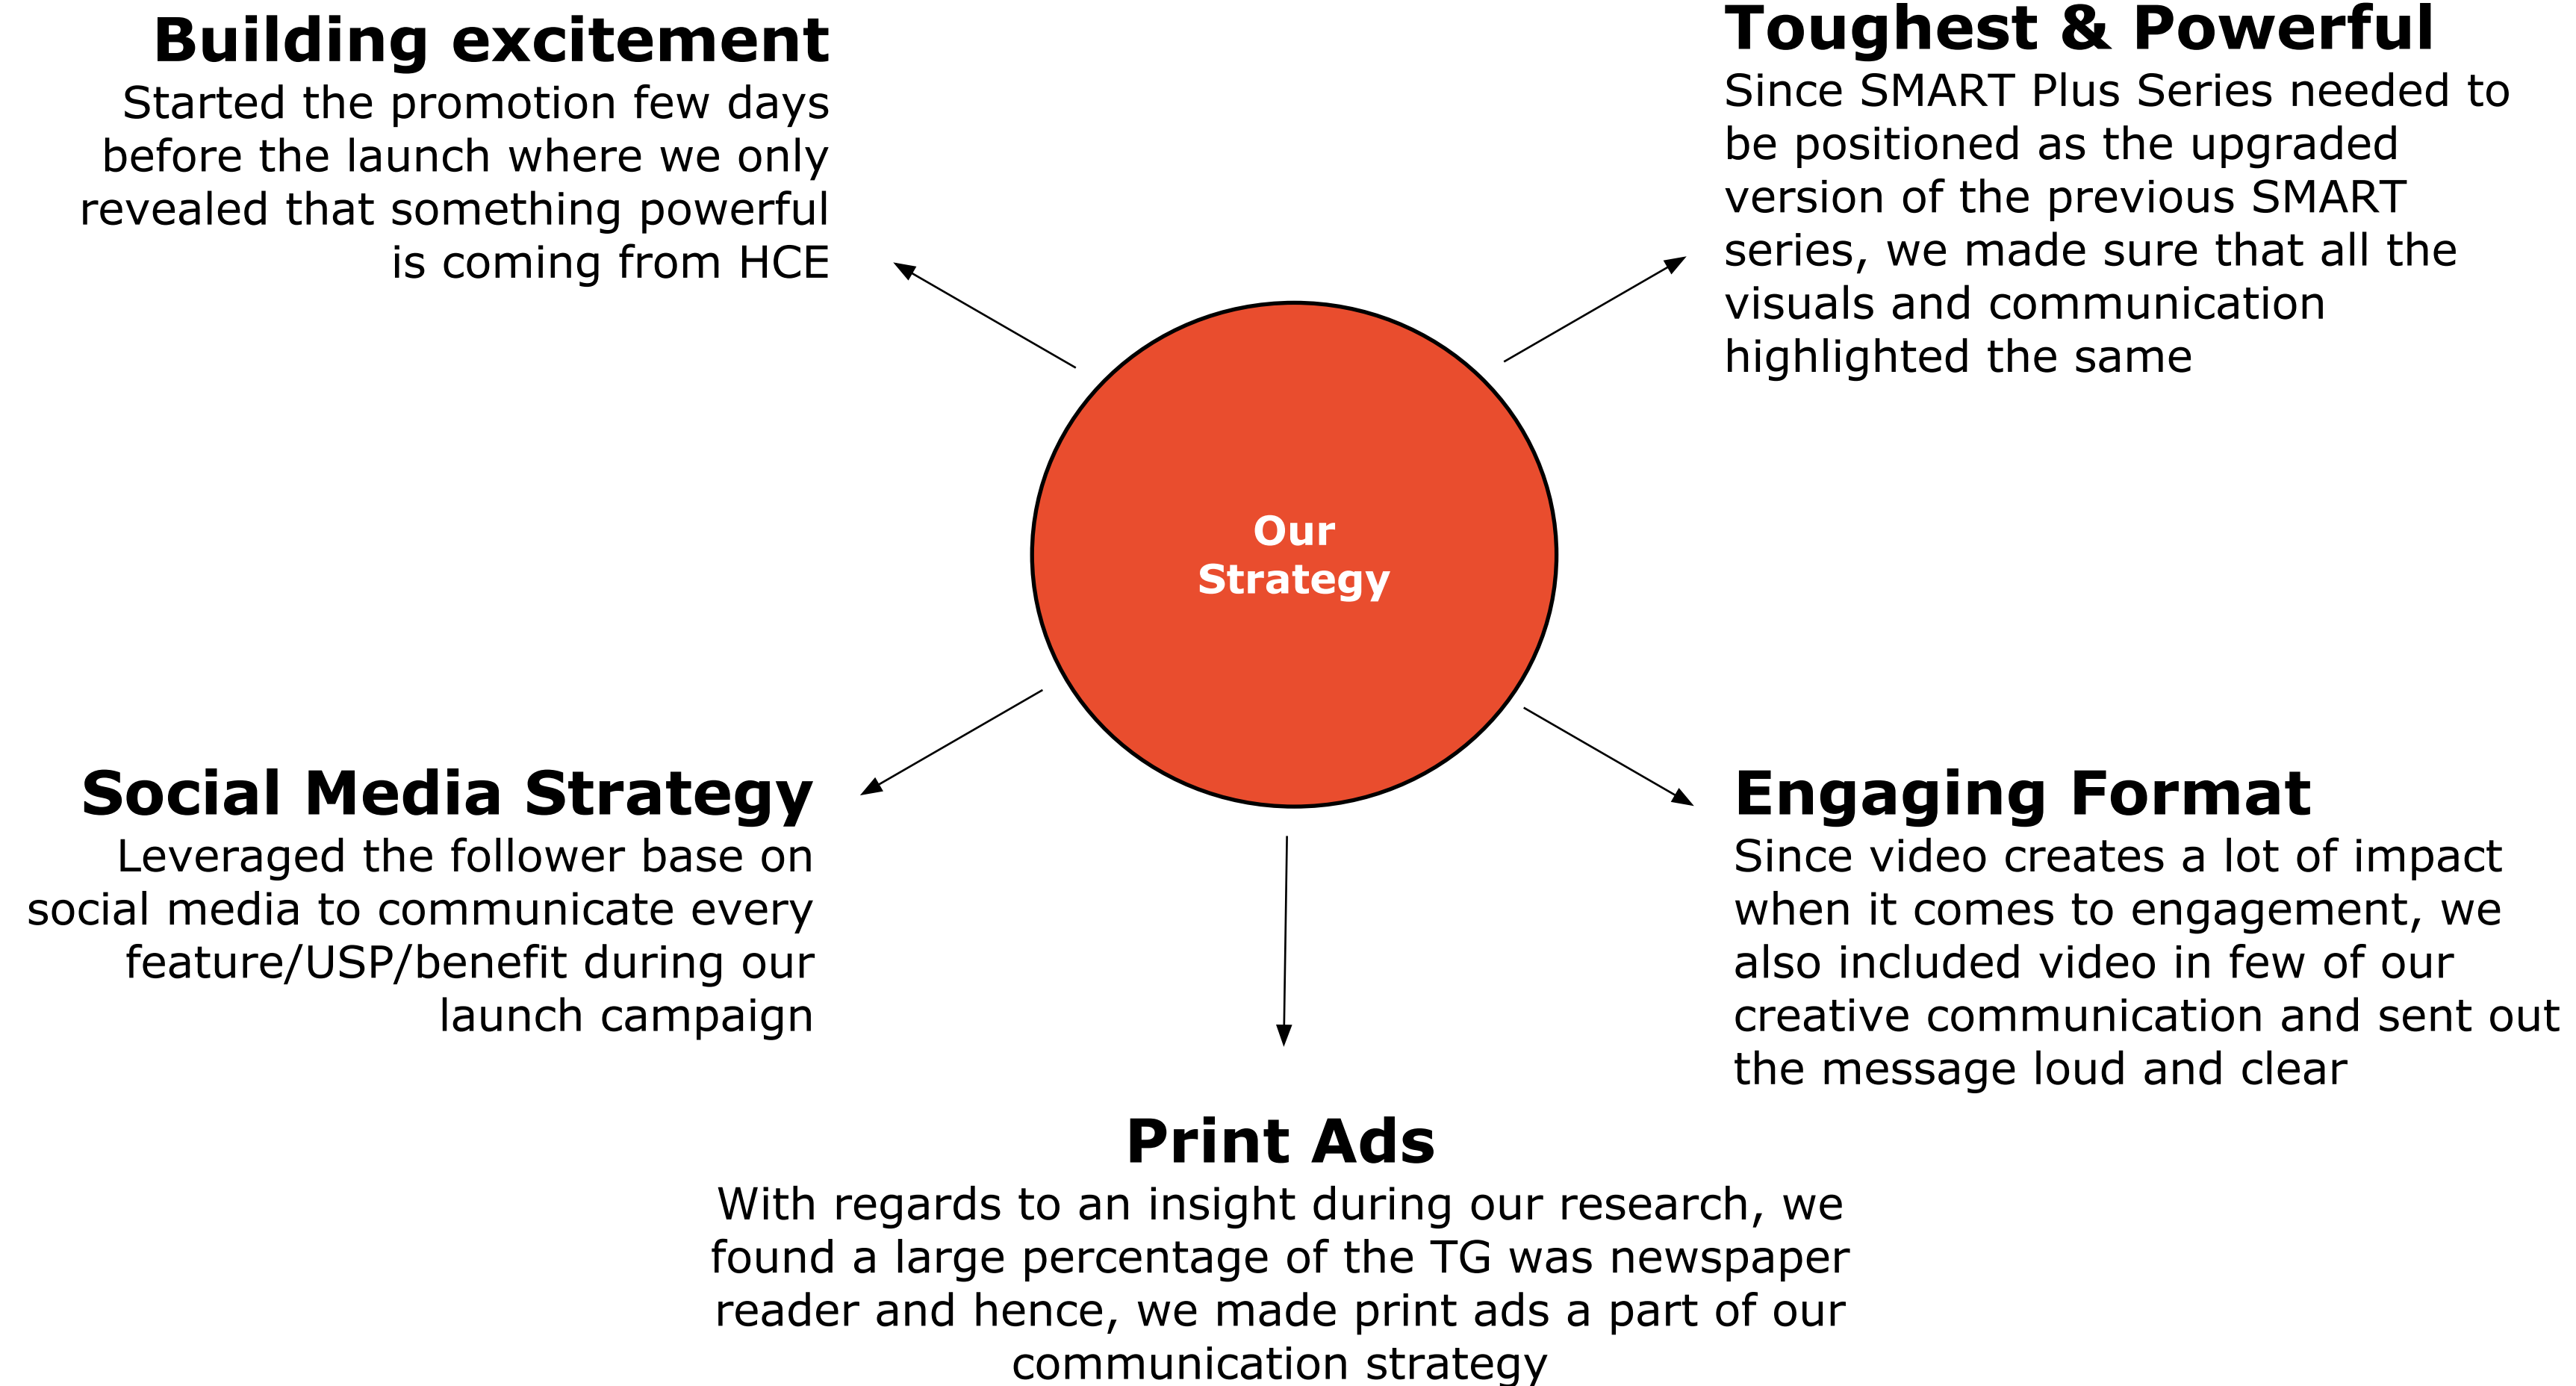 Building excitement
Started the promotion few days
before the launch where we only
revealed that something powerful
is coming from HCE
Toughest & Powerful
Since SMART Plus Series needed to
be positioned as the upgraded
version of the previous SMART
series, we made sure that all the
visuals and communication
highlighted the same
Our
Strategy
Social Media Strategy
Leveraged the follower base on
social media to communicate every
feature/USP/benefit during our
launch campaign
Engaging Format
Since video creates a lot of impact
when it comes to engagement, we
also included video in few of our
creative communication and sent out
the message loud and clear
Print Ads
With regards to an insight during our research, we
found a large percentage of the TG was newspaper
reader and hence, we made print ads a part of our
communication strategy